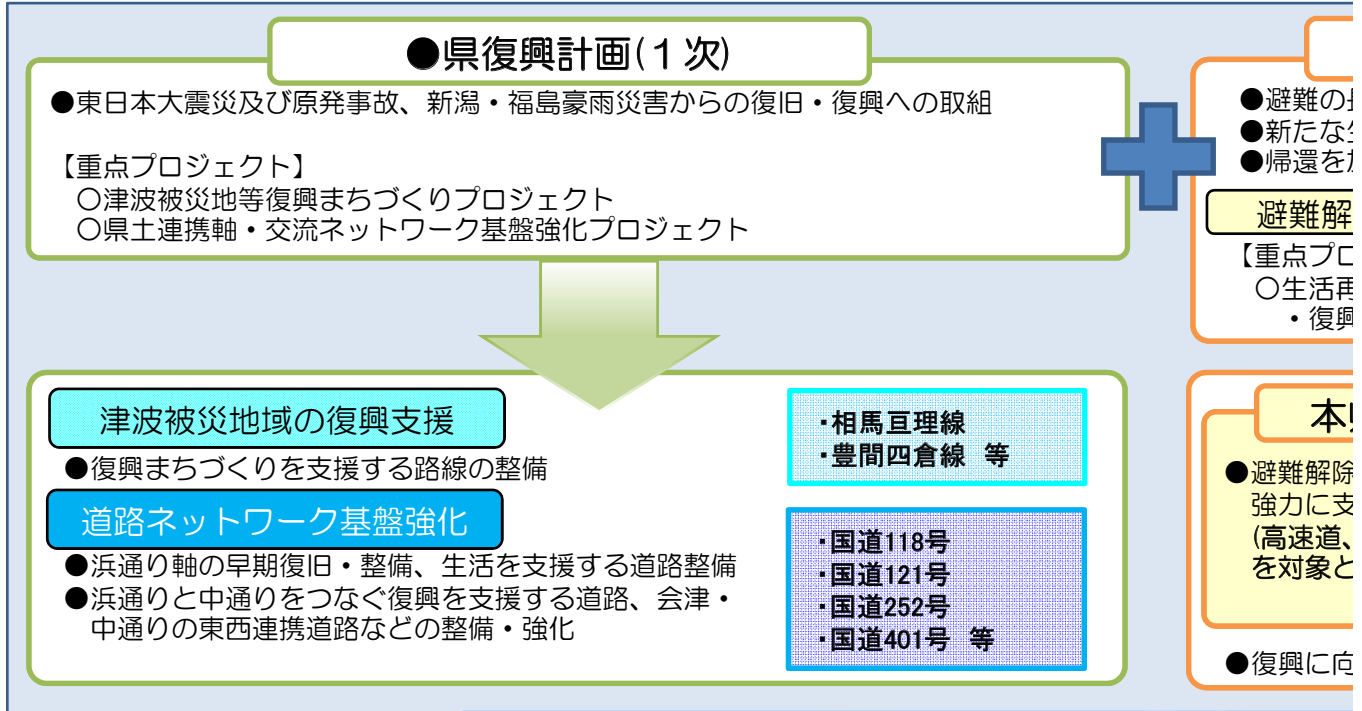 ●県復興計画(1次)
●東日本大震災及び原発事故、新潟・福島豪雨災害からの復旧・復興への取組
【重点プロジェクト】
○津波被災地等復興まちづくりプロジェクト
○県土連携軸・交流ネットワーク基盤強化プロジェクト
津波被災地域の復興支援
●復興まちづくりを支援する路線の整備
道路ネットワーク基盤強化
●浜通り軸の早期復旧・整備、生活を支援する道路整備
●浜通りと中通りをつなぐ復興を支援する道路、会津・
中通りの東西連携道路などの整備・強化
・相馬亘理線
・豊間四倉線 等
・国道118号
・国道121号
・国道252号
・国道401号 等
●避難の
●新たな
●帰還を
避難解
【重点プロ
○生活再
・復興
本
●避難解除
強力に支
(高速道、
を対象と
●復興に向